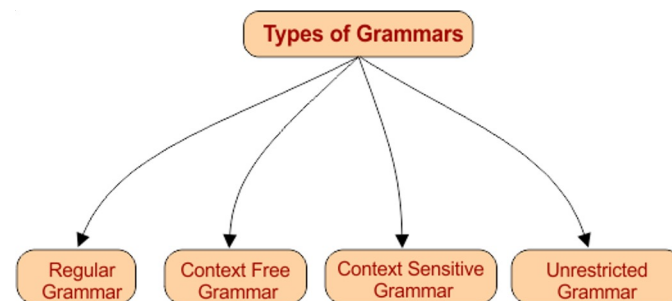 Types of Grammars
Regular
Grammar
Context Free
Grammar
Context Sensitive
Grammar
Unrestricted
Grammar